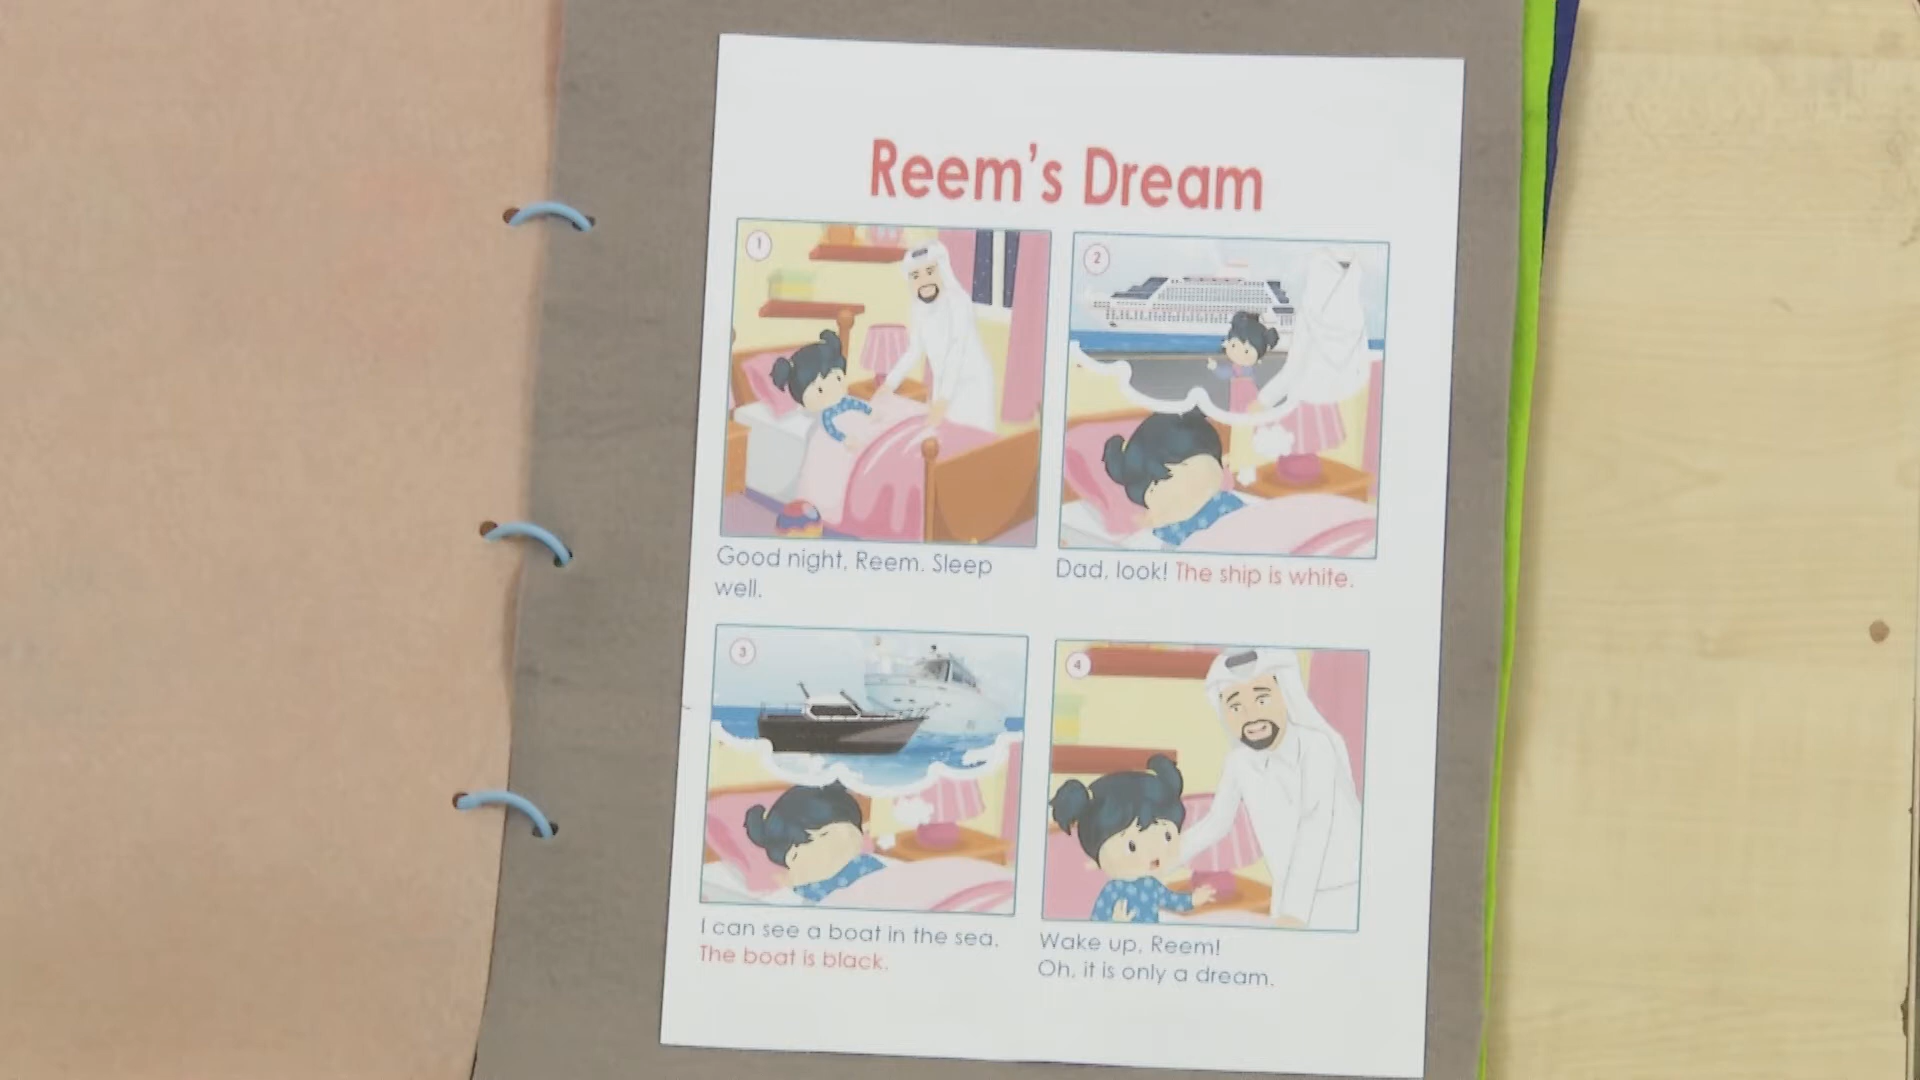 Reem's Dream
1
2
Good night, Reem. Sleep
well.
Dad, look! The ship is white.
3
4
I can see a boat in the sea.
The boat is black.
Wake up, Reem!
Oh, it is only a dream.